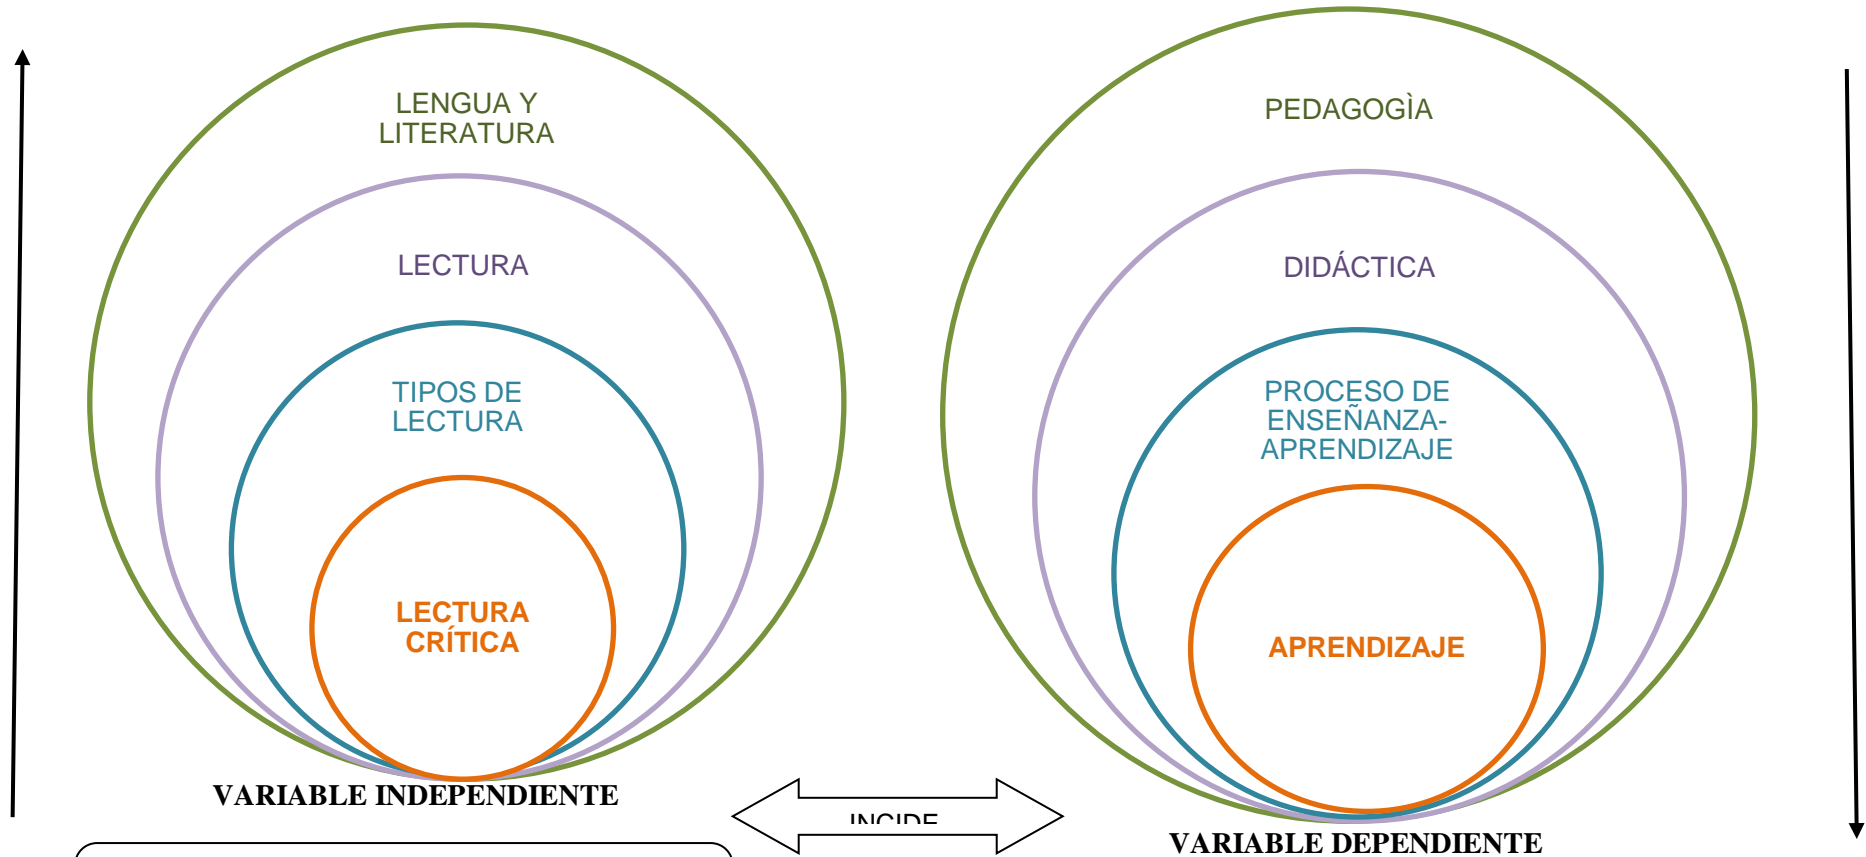 LENGUA Y
LITERATURA
LECTURA
TIPOS DE
LECTURA
LECTURA
CRÍTICA
VARIABLE INDEPENDIENTE
PEDAGOGÌA
DIDÁCTICA
PROCESO DE
ENSEÑANZA-
APRENDIZAJE
APRENDIZAJE
INCIDE
VARIABLE DEPENDIENTE